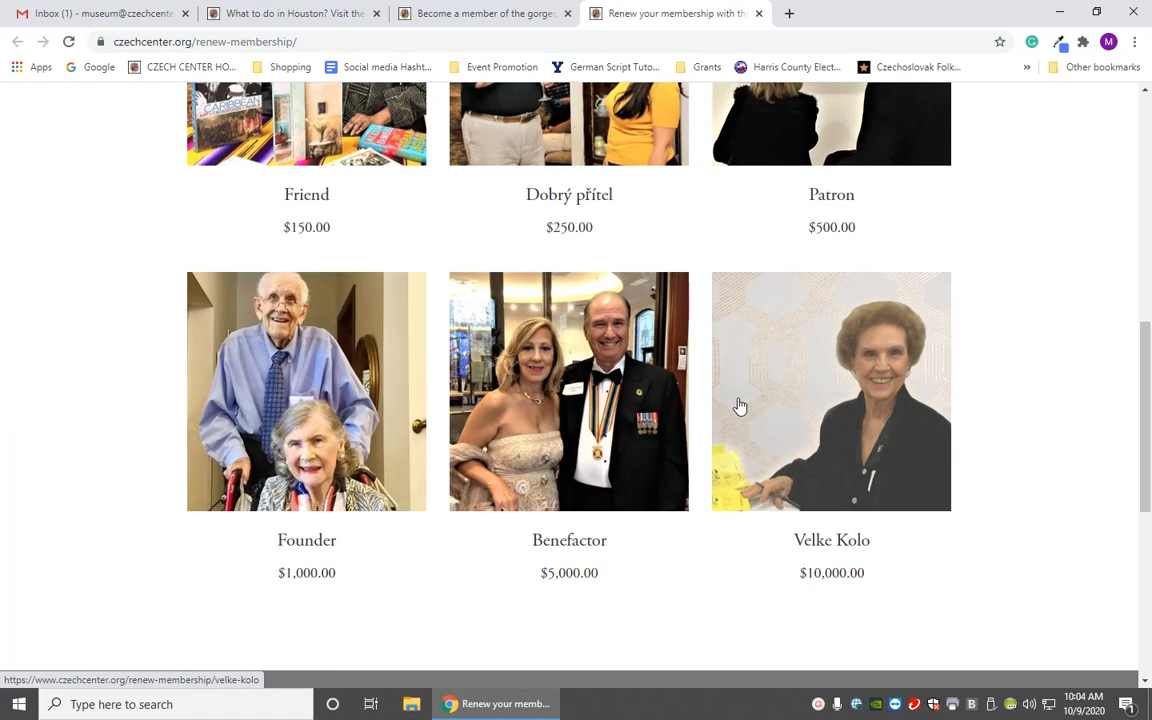 Inbox (1) - museum@czechcente
What to do in Houston? Visit the
Become a member of the gorge
Renew your membership with th
czechcenter.org/renew-membership/
M
Apps
Google
CZECH CENTER HO...
Shopping
Social media Hasht...
Event Promotion
German Script Tuto...
Grants
Harris County Elect...
Czechoslovak Folk...
»
Other bookmarks
CARIBBEAN
Friend
Dobrý přítel
Patron
$150.00
$250.00
$500.00
Founder
Benefactor
Velke Kolo
$1,000.00
$5,000.00
$10,000.00
https://www.czechcenter.org/renew-membership/velke-kolo
Type here to search
Renew your memb...
10:04 AM
10/9/2020
1